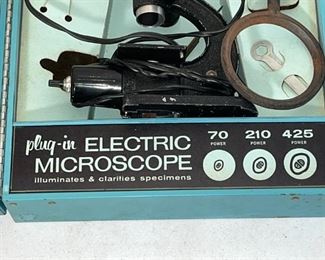 plug-in ELECTRIC
MICROSCOPE
illuminates & clarifies specimens
70 210 425
POWER POWER POWER